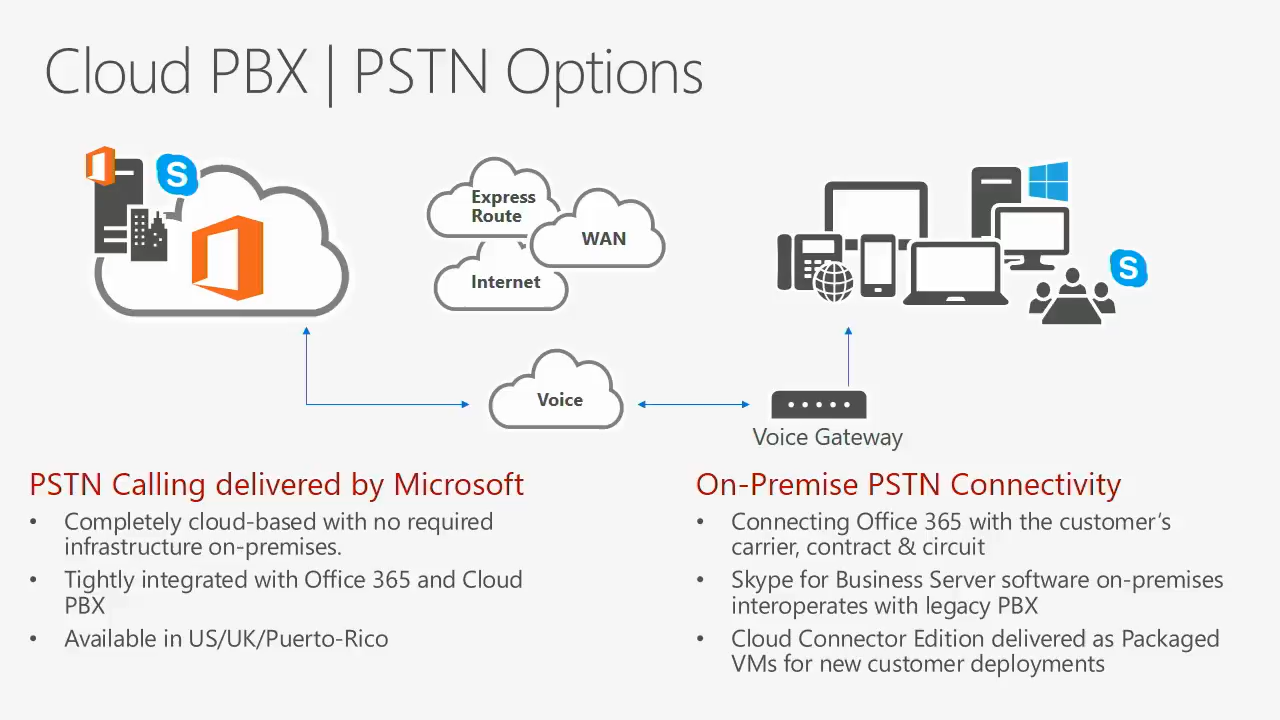 Cloud PBX | PSTN Options
Express
Route
WAN
Internet
Voice
Voice Gateway
PSTN Calling delivered by Microsoft
• Completely cloud-based with no required
infrastructure on-premises.
• Tightly integrated with Office 365 and Cloud
PBX
• Available in US/UK/Puerto-Rico
On-Premise PSTN Connectivity
• Connecting Office 365 with the customer’s
carrier, contract & circuit
• Skype for Business Server software on-premises
interoperates with legacy PBX
• Cloud Connector Edition delivered as Packaged
VMs for new customer deployments